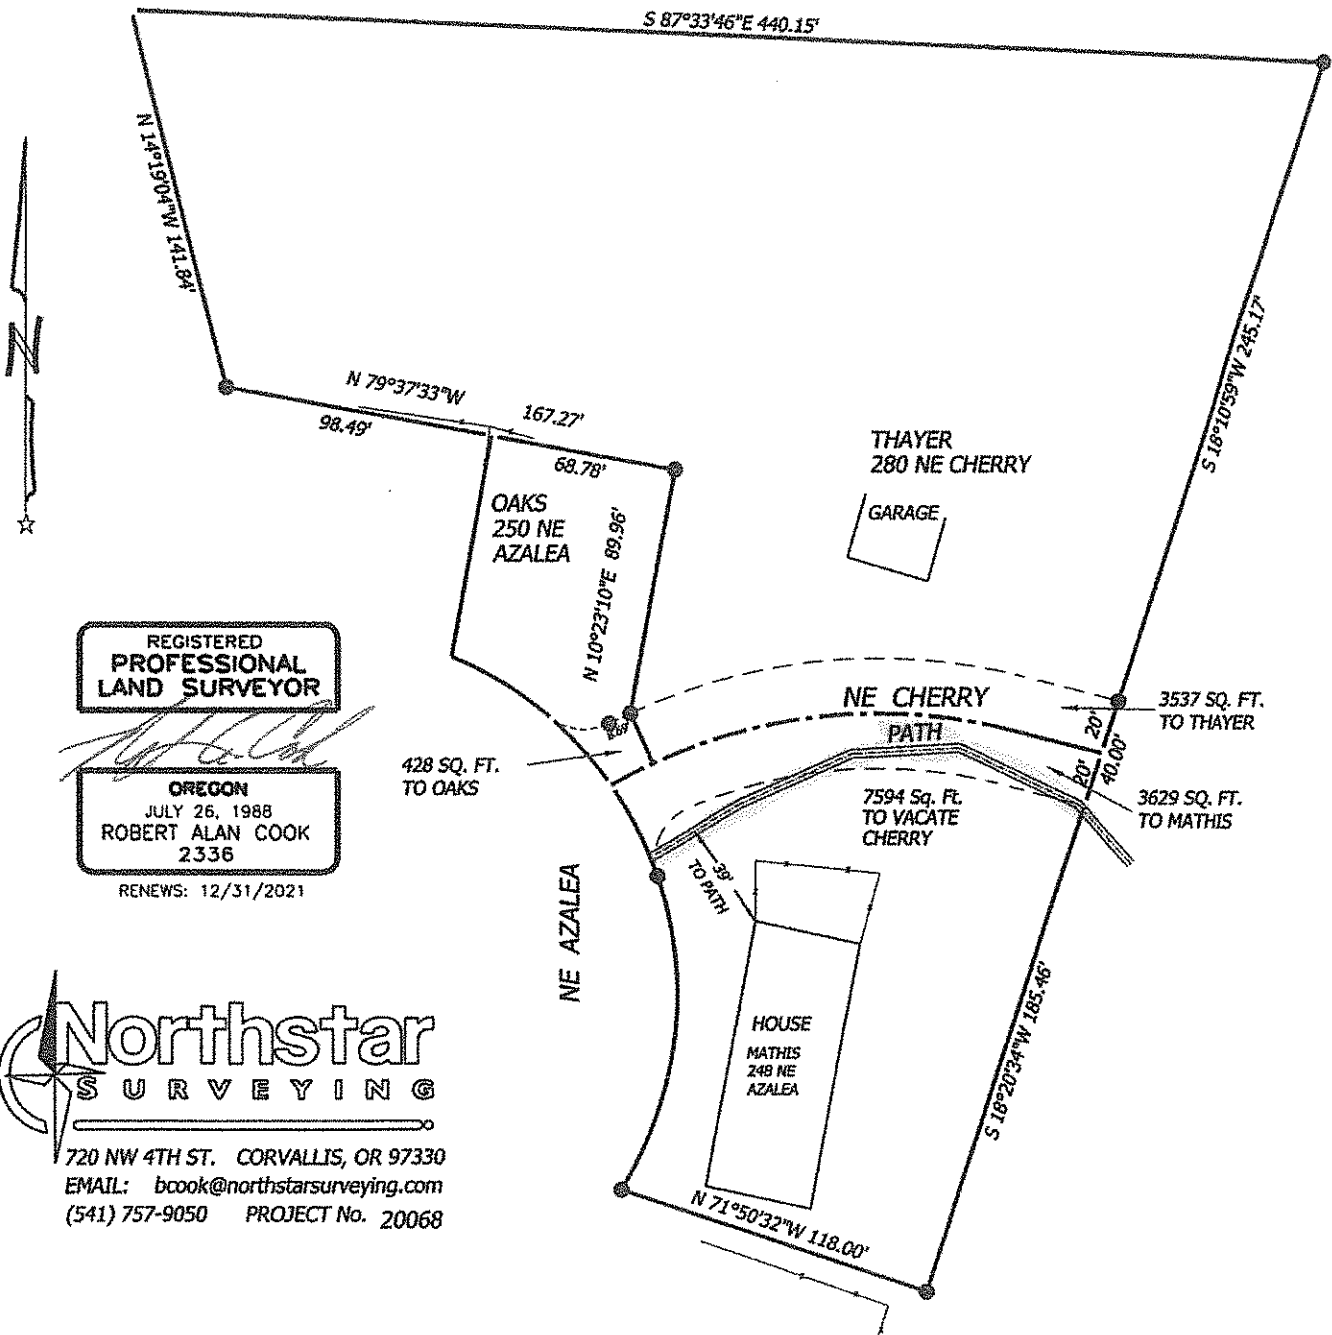 S 87°33'46"E 440.15'
N 14°19'04"W 141.84'
N
N 79°37'33"W
167.27'
98.49'
68.78'
S 18°10'59"W 245.17'
THAYER
280 NE CHERRY
GARAGE
OAKS
250 NE
AZALEA
N 10°23'10"E 89.96'
REGISTERED
PROFESSIONAL
LAND SURVEYOR
OREGON
JULY 26, 1988
ROBERT ALAN COOK
2336
RENEWS: 12/31/2021
NE CHERRY
PATH
20'
20'
40.00'
3537 SQ. FT.
TO THAYER
428 SQ. FT.
TO OAKS
7594 Sq. Ft.
TO VACATE
CHERRY
3629 SQ. FT.
TO MATHIS
39'
TO PATH
NE AZALEA
HOUSE
MATHIS
248 NE
AZALEA
S 18°20'34"W 185.46'
N 71°50'32"W 118.00'
Northstar
SURVEYING
720 NW 4TH ST. CORVALLIS, OR 97330
EMAIL: bcook@northstarsurveying.com
(541) 757-9050 PROJECT No. 20068